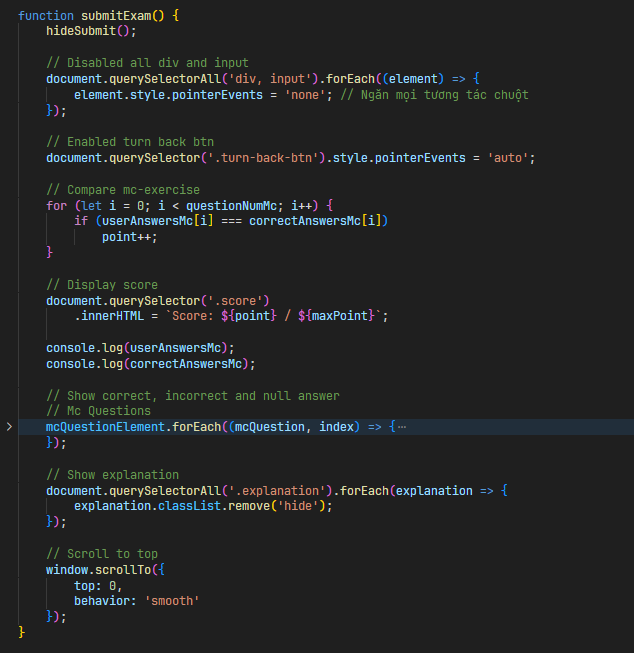 function submitExam() {
    hideSubmit();

    // Disabled all div and input
    document.querySelectorAll('div, input').forEach((element) => {
        element.style.pointerEvents = 'none'; // Ngăn mọi tương tác chuột
    });

    // Enabled turn back btn
    document.querySelector('.turn-back-btn').style.pointerEvents = 'auto';

    // Compare mc-exercise
    for (let i = 0; i < questionNumMc; i++) {
        if (userAnswersMc[i] === correctAnswersMc[i])
            point++;
    }

    // Display score
    document.querySelector('.score')
        .innerHTML = `Score: ${point} / ${maxPoint}`;

    console.log(userAnswersMc);
    console.log(correctAnswersMc);

    // Show correct, incorrect and null answer
    // Mc Questions
    mcQuestionElement.forEach((mcQuestion, index) => {⋯
    });

    // Show explanation
    document.querySelectorAll('.explanation').forEach(explanation => {
        explanation.classList.remove('hide');
    });

    // Scroll to top
    window.scrollTo({
        top: 0,
        behavior: 'smooth'
    });
}